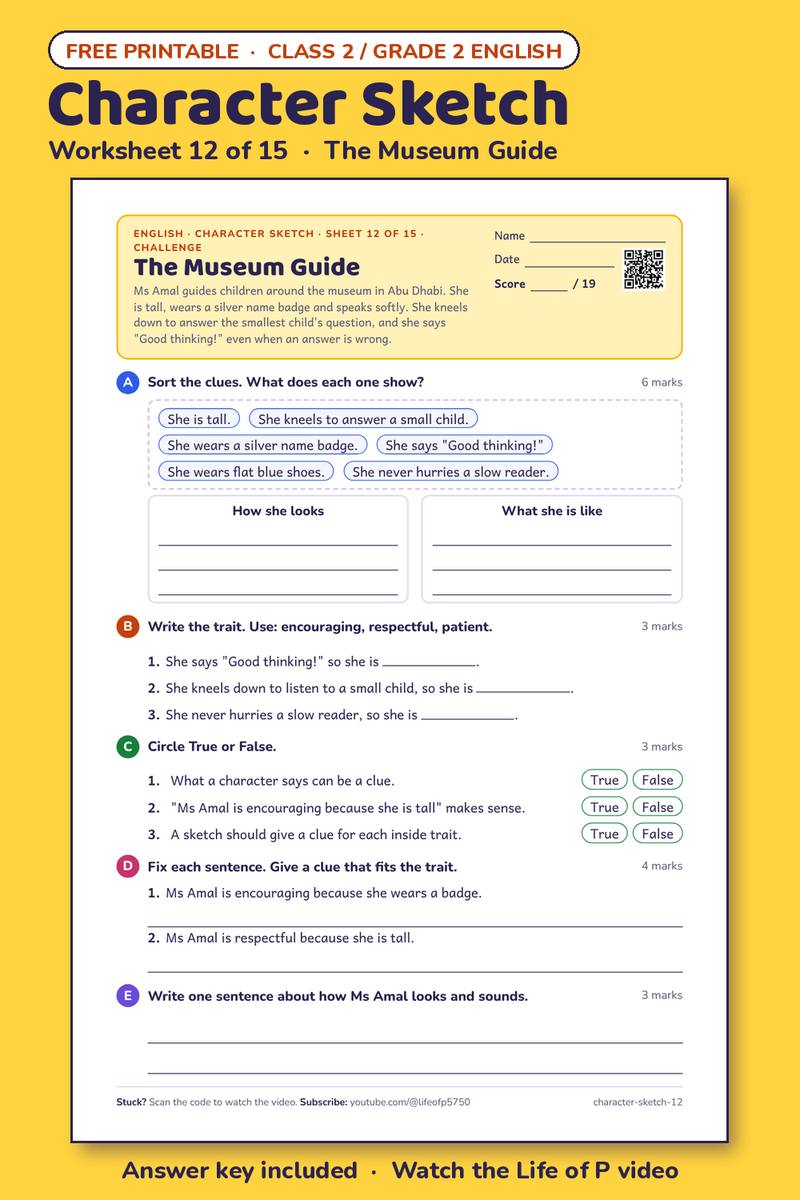 FREE PRINTABLE · CLASS 2 / GRADE 2 ENGLISH
Character Sketch
Worksheet 12 of 15 · The Museum Guide
ENGLISH · CHARACTER SKETCH · SHEET 12 OF 15 ·
CHALLENGE
The Museum Guide
Ms Amal guides children around the museum in Abu Dhabi. She
is tall, wears a silver name badge and speaks softly. She kneels
down to answer the smallest child's question, and she says
"Good thinking!" even when an answer is wrong.
Name
Date
Score ______ / 19
A Sort the clues. What does each one show? 6 marks
She is tall. She kneels to answer a small child.
She wears a silver name badge. She says "Good thinking!"
She wears flat blue shoes. She never hurries a slow reader.
How she looks What she is like
B Write the trait. Use: encouraging, respectful, patient. 3 marks
1. She says "Good thinking!" so she is ______________.
2. She kneels down to listen to a small child, so she is ______________.
3. She never hurries a slow reader, so she is ______________.
C Circle True or False. 3 marks
1. What a character says can be a clue. True False
2. "Ms Amal is encouraging because she is tall" makes sense. True False
3. A sketch should give a clue for each inside trait. True False
D Fix each sentence. Give a clue that fits the trait. 4 marks
1. Ms Amal is encouraging because she wears a badge.
2. Ms Amal is respectful because she is tall.
E Write one sentence about how Ms Amal looks and sounds. 3 marks
Stuck? Scan the code to watch the video. Subscribe: youtube.com/@lifeofp5750 character-sketch-12
Answer key included · Watch the Life of P video